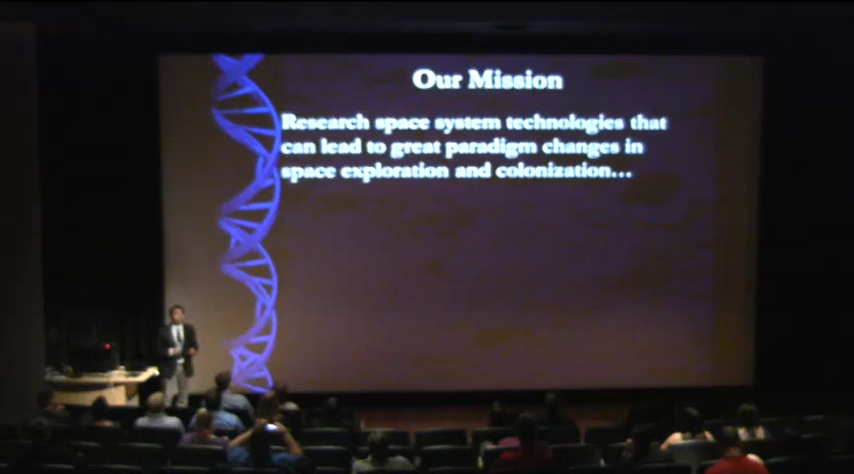 Our Mission
Research space system technologies that
can lead to great paradigm changes in
space exploration and colonization...